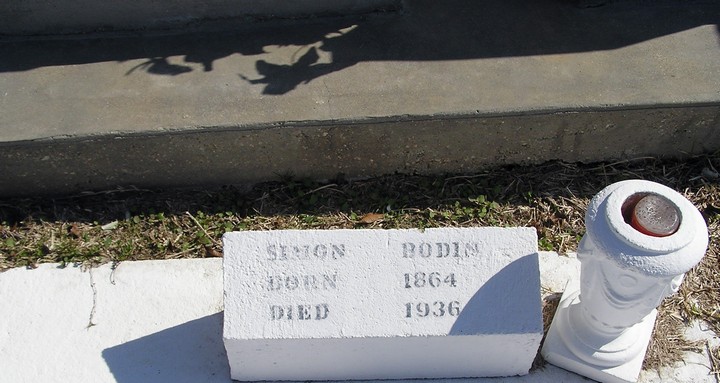 SIMON BODIN
BORN 1864
DIED 1936